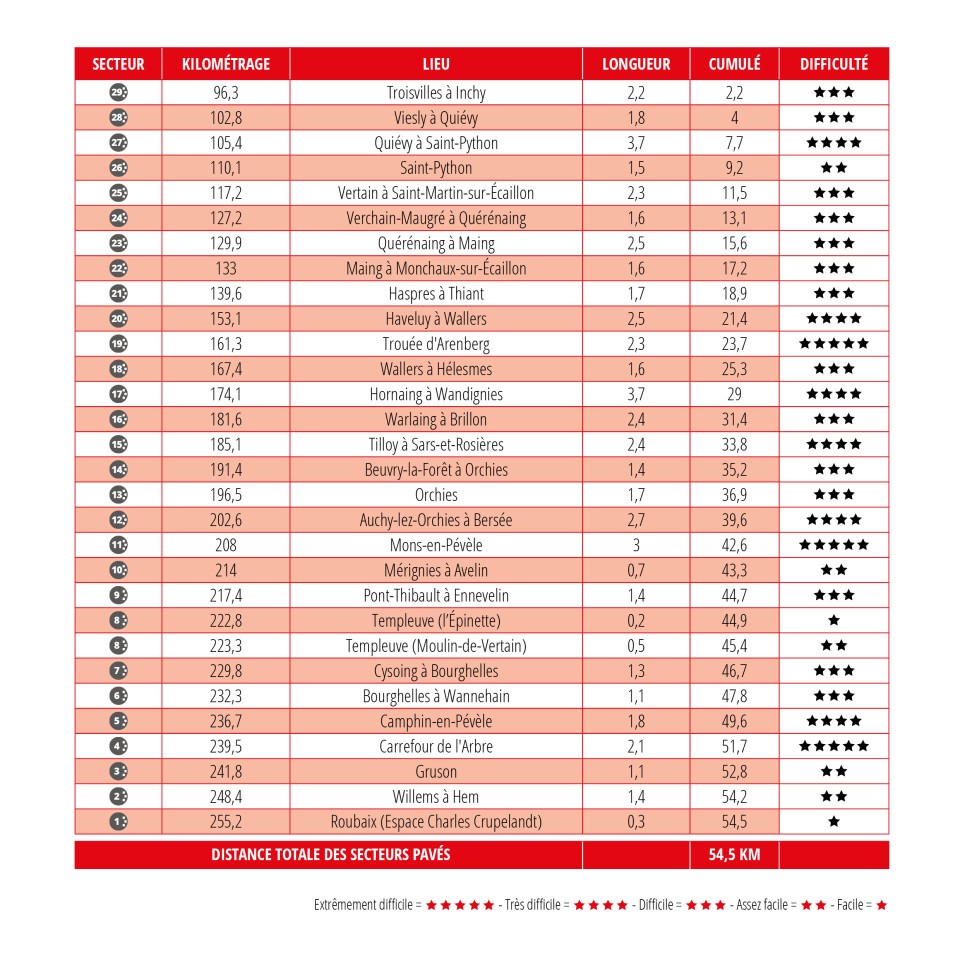 SECTEUR KILOMÉTRAGE LIEU LONGUEUR CUMULÉ DIFFICULTÉ
29 96,3 Troisvilles à Inchy 2,2 2,2 ★★★
28 102,8 Viesly à Quiévy 1,8 4 ★★★
27 105,4 Quiévy à Saint-Python 3,7 7,7 ★★★★
26 110,1 Saint-Python 1,5 9,2 ★★
25 117,2 Vertain à Saint-Martin-sur-Écaillon 2,3 11,5 ★★★
24 127,2 Verchain-Maugré à Quérénaing 1,6 13,1 ★★★
23 129,9 Quérénaing à Maing 2,5 15,6 ★★★
22 133 Maing à Monchaux-sur-Écaillon 1,6 17,2 ★★★
21 139,6 Haspres à Thiant 1,7 18,9 ★★★
20 153,1 Haveluy à Wallers 2,5 21,4 ★★★★
19 161,3 Trouée d'Arenberg 2,3 23,7 ★★★★★
18 167,4 Wallers à Hélesmes 1,6 25,3 ★★★
17 174,1 Hornaing à Wandignies 3,7 29 ★★★★
16 181,6 Warlaing à Brillon 2,4 31,4 ★★★
15 185,1 Tilloy à Sars-et-Rosières 2,4 33,8 ★★★★
14 191,4 Beuvry-la-Forêt à Orchies 1,4 35,2 ★★★
13 196,5 Orchies 1,7 36,9 ★★★
12 202,6 Auchy-lez-Orchies à Bersée 2,7 39,6 ★★★★
11 208 Mons-en-Pévèle 3 42,6 ★★★★★
10 214 Mérignies à Avelin 0,7 43,3 ★★
9 217,4 Pont-Thibault à Ennevelin 1,4 44,7 ★★★
8 222,8 Templeuve (l’Épinette) 0,2 44,9 ★
8 223,3 Templeuve (Moulin-de-Vertain) 0,5 45,4 ★★
7 229,8 Cysoing à Bourghelles 1,3 46,7 ★★★
6 232,3 Bourghelles à Wannehain 1,1 47,8 ★★★
5 236,7 Camphin-en-Pévèle 1,8 49,6 ★★★★
4 239,5 Carrefour de l'Arbre 2,1 51,7 ★★★★★
3 241,8 Gruson 1,1 52,8 ★★
2 248,4 Willems à Hem 1,4 54,2 ★★
1 255,2 Roubaix (Espace Charles Crupelandt) 0,3 54,5 ★
DISTANCE TOTALE DES SECTEURS PAVÉS 54,5 KM
Extrêmement difficile = ★★★★★ - Très difficile = ★★★★ - Difficile = ★★★ - Assez facile = ★★ - Facile = ★